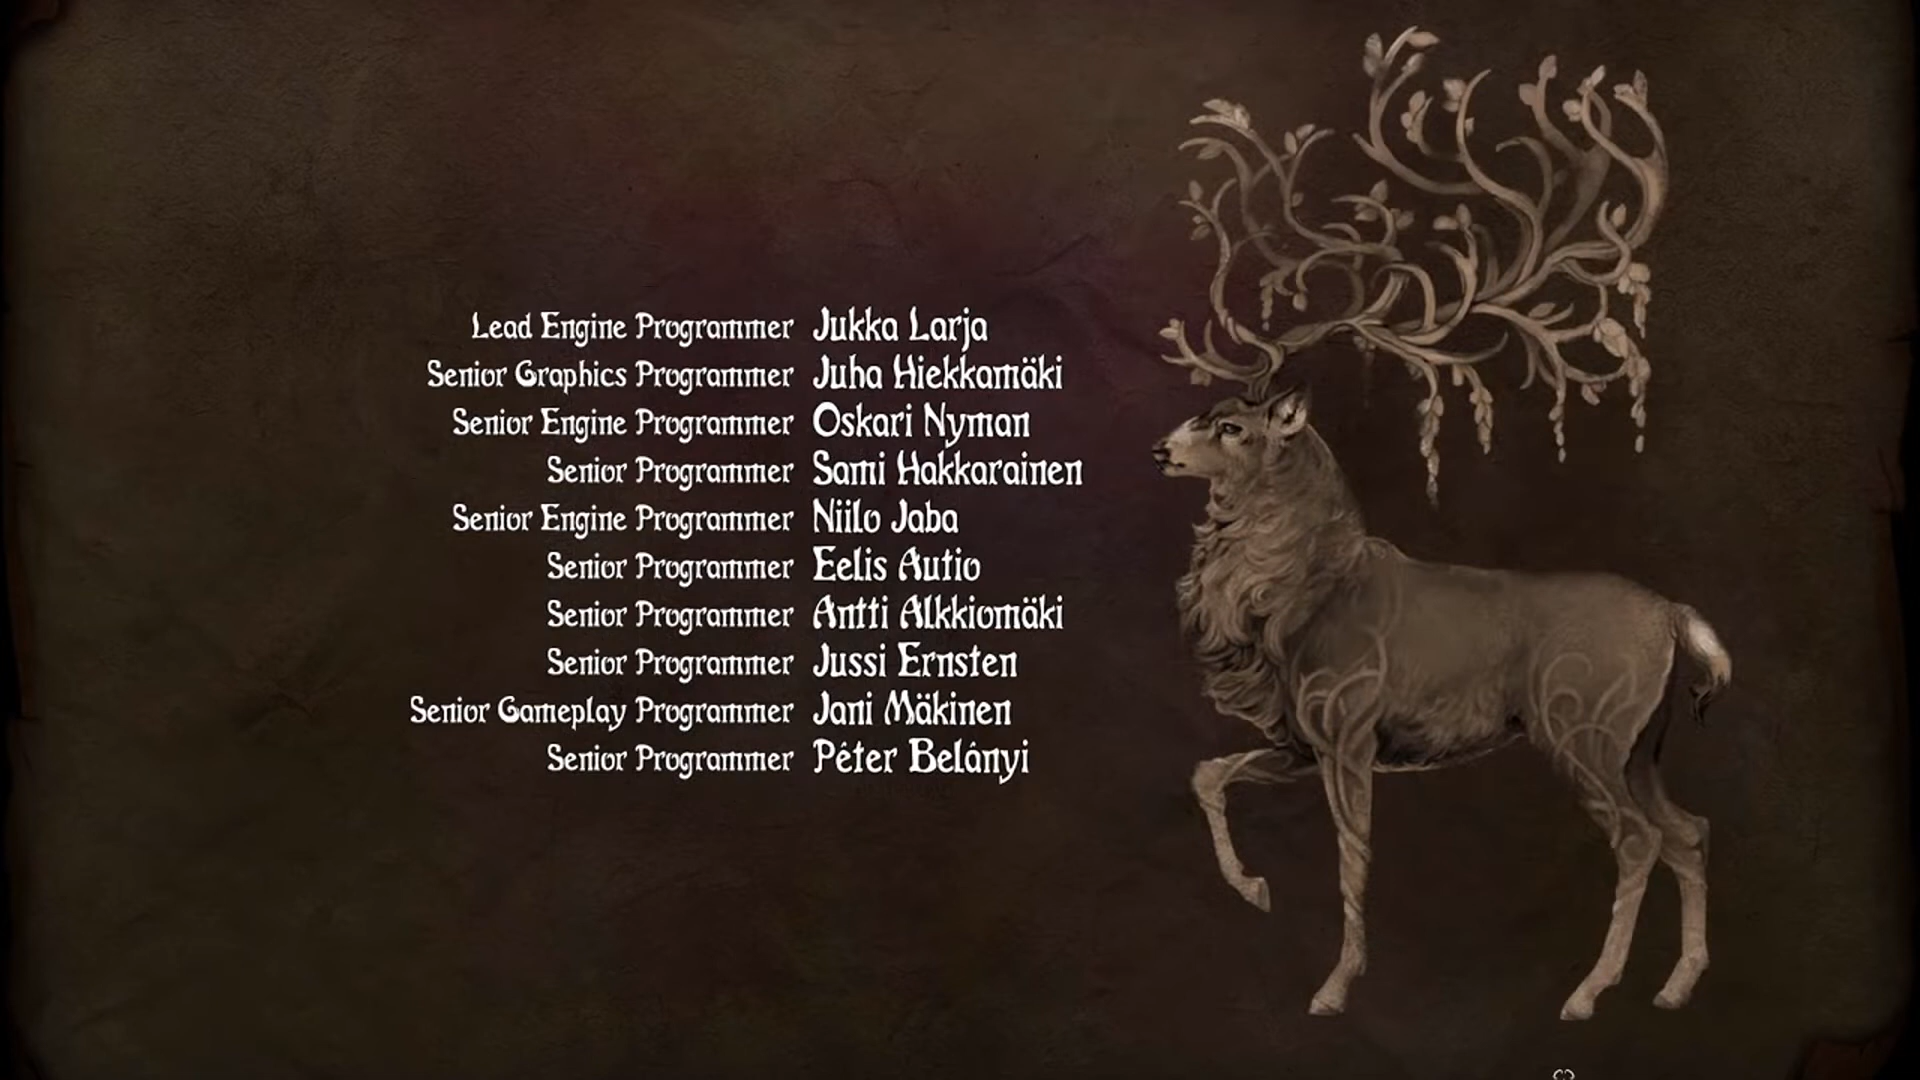 Lead Engine Programmer Jukka Larja
Senior Graphics Programmer Juha Hiekkamäki
Senior Engine Programmer Oskari Nyman
Senior Programmer Sami Hakkarainen
Senior Engine Programmer Niilo Jaba
Senior Programmer Eelis Autio
Senior Programmer Antti Alkkiomäki
Senior Programmer Jussi Ernsten
Senior Gameplay Programmer Jani Mäkinen
Senior Programmer Péter Belányi